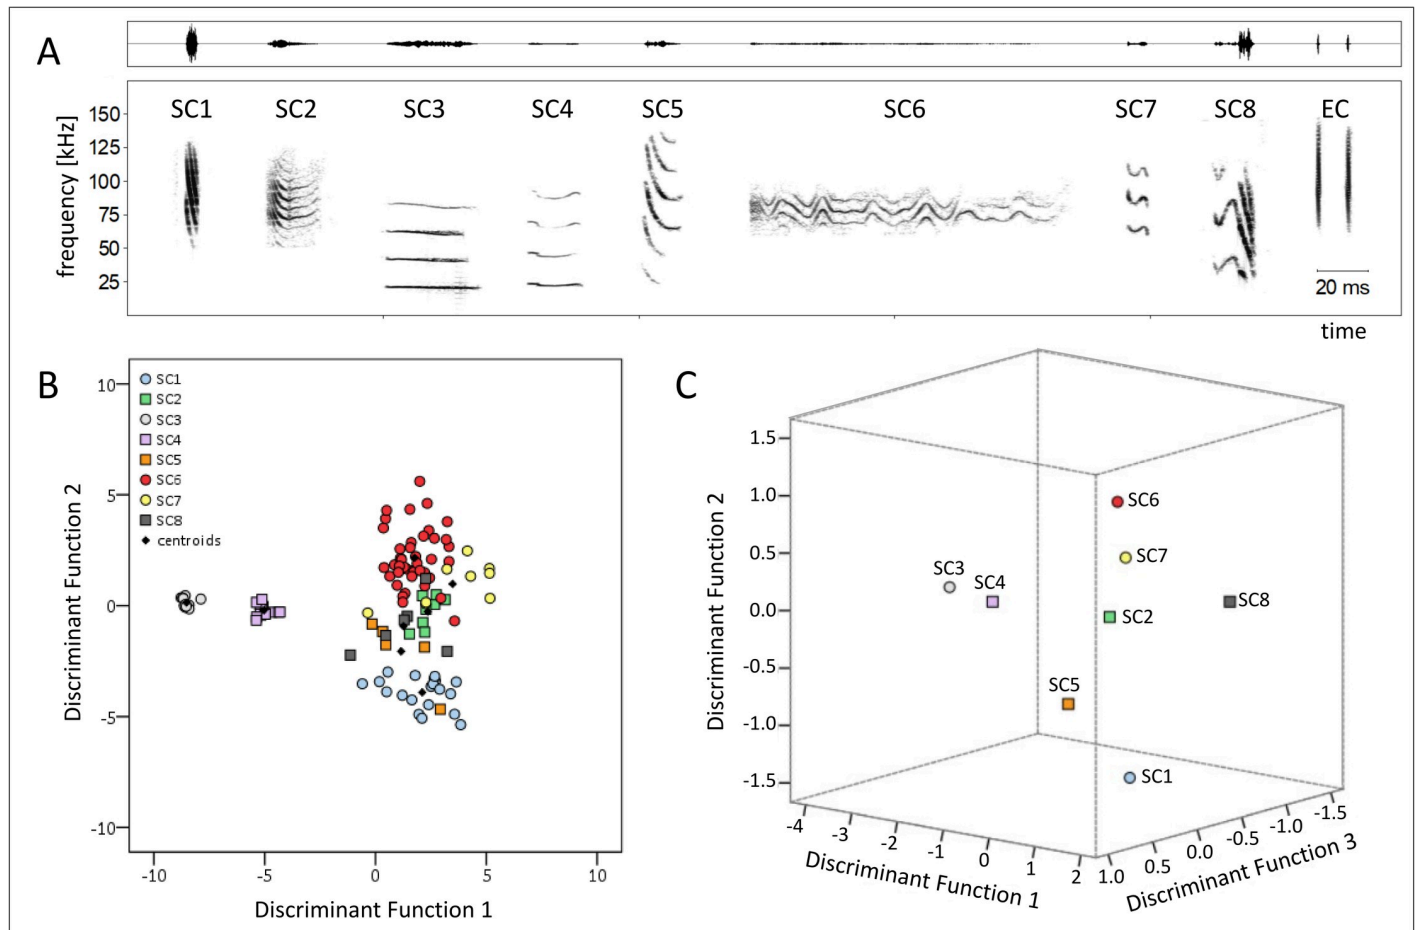 A
SC1 SC2 SC3 SC4 SC5 SC6 SC7 SC8 EC
frequency [kHz]
150
125
100
75
50
25
20 ms
time
B
SC1
SC2
SC3
SC4
SC5
SC6
SC7
SC8
centroids
Discriminant Function 2
10
5
0
-5
-10
-10 -5 0 5 10
Discriminant Function 1
C
Discriminant Function 2
1.5
1.0
0.5
0.0
-0.5
-1.0
-1.5
SC6
SC7
SC3
SC4
SC2
SC8
SC5
SC1
-4 -3 -2 -1 0 1 2
Discriminant Function 1
1.0 0.5 0.0 -0.5 -1.0 -1.5
Discriminant Function 3